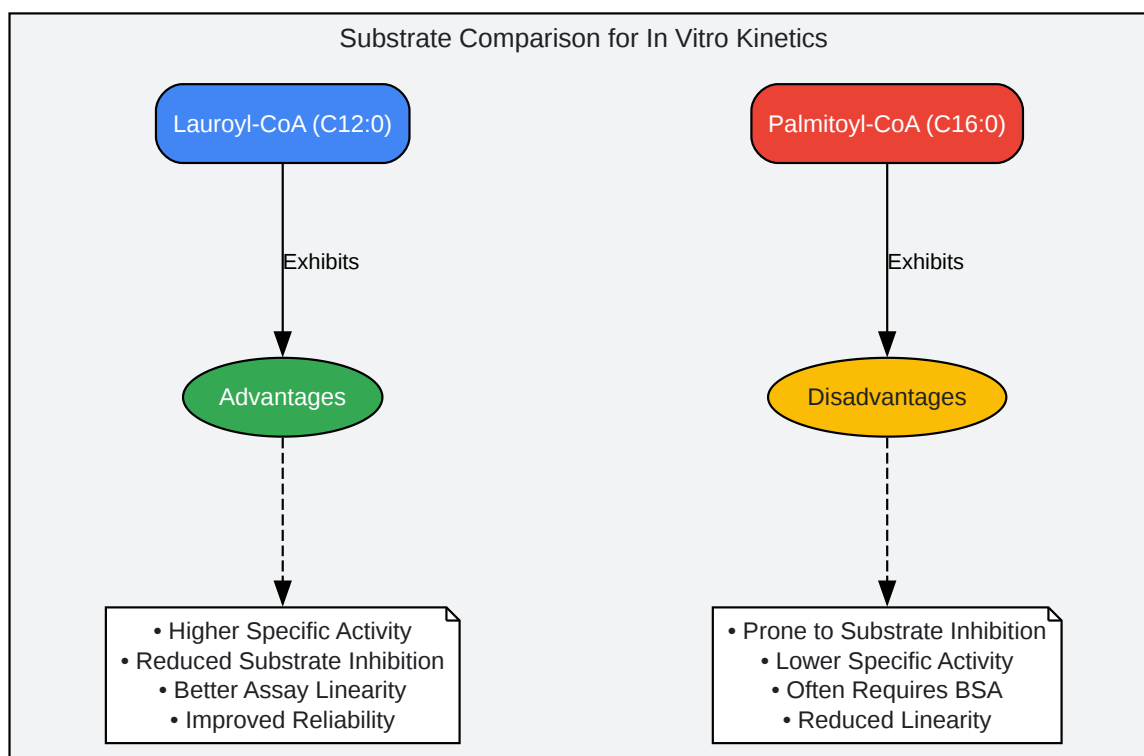 Substrate Comparison for In Vitro Kinetics
Lauroyl-CoA (C12:0)
Palmitoyl-CoA (C16:0)
Exhibits
Exhibits
Advantages
Disadvantages
• Higher Specific Activity
• Reduced Substrate Inhibition
• Better Assay Linearity
• Improved Reliability
• Prone to Substrate Inhibition
• Lower Specific Activity
• Often Requires BSA
• Reduced Linearity